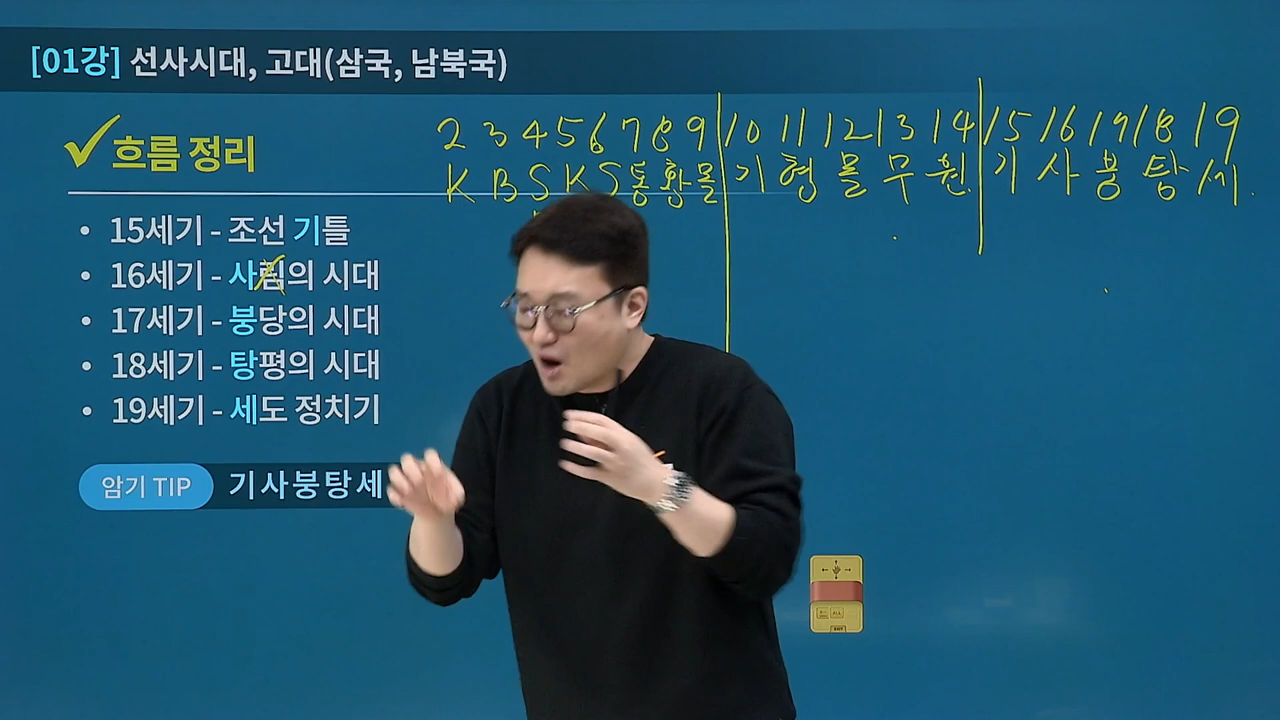 [01강] 선사시대, 고대(삼국, 남북국)
2 3 4 5 6 7 8 9 10 11 12 13 14 15 16 17 18 19
K B S K S 통 황 몰 기 형 몰 무 원 기 사 붕 탕 세
흐름 정리
• 15세기 - 조선 기틀
• 16세기 - 사림의 시대
• 17세기 - 붕당의 시대
• 18세기 - 탕평의 시대
• 19세기 - 세도 정치기
암기 TIP 기사붕탕세